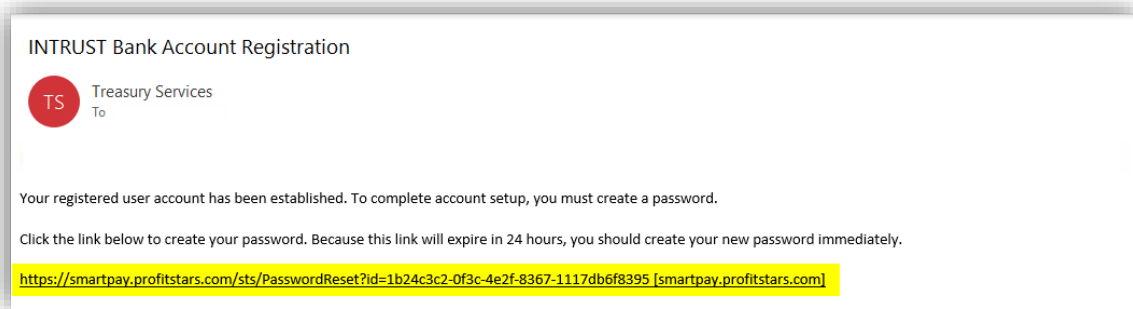 INTRUST Bank Account Registration
TS
Treasury Services
To
Your registered user account has been established. To complete account setup, you must create a password.
Click the link below to create your password. Because this link will expire in 24 hours, you should create your new password immediately.
https://smartpay.profitstars.com/sts/PasswordReset?id=1b24c3c2-0f3c-4e2f-8367-1117db6f8395 [smartpay.profitstars.com]